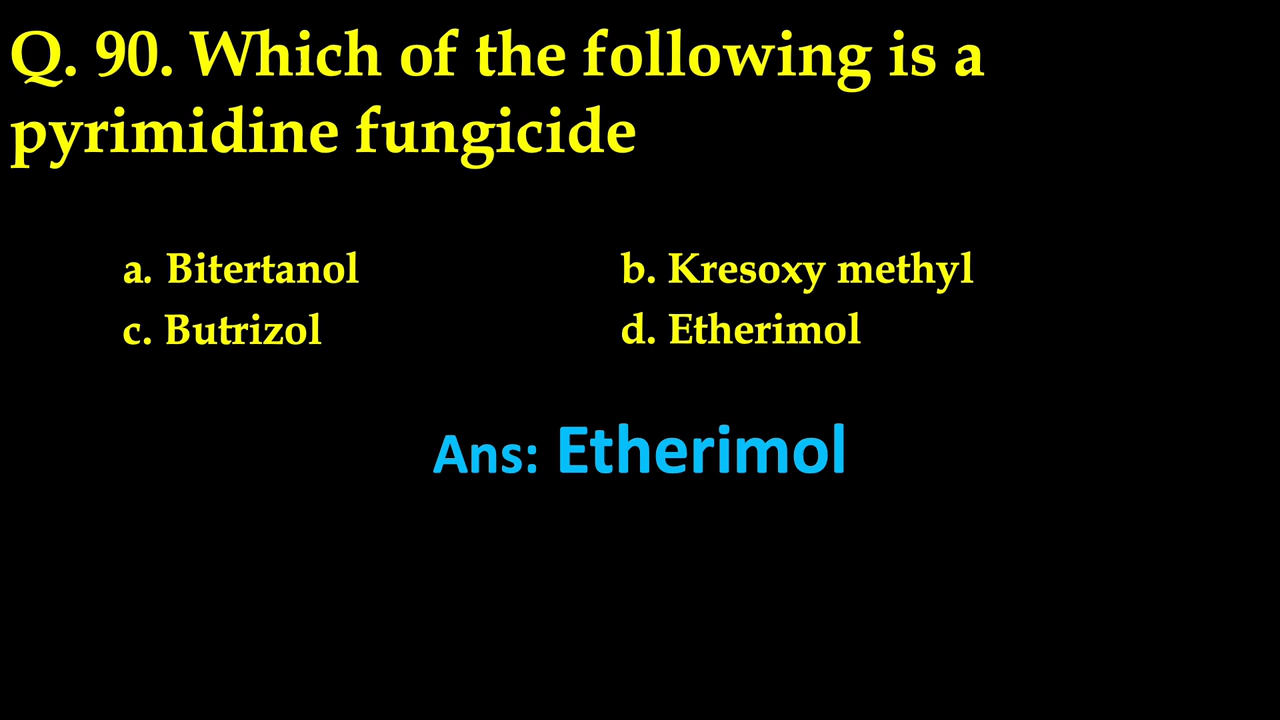 Q. 90. Which of the following is a
pyrimidine fungicide
a. Bitertanol b. Kresoxy methyl
c. Butrizol d. Etherimol
Ans: Etherimol